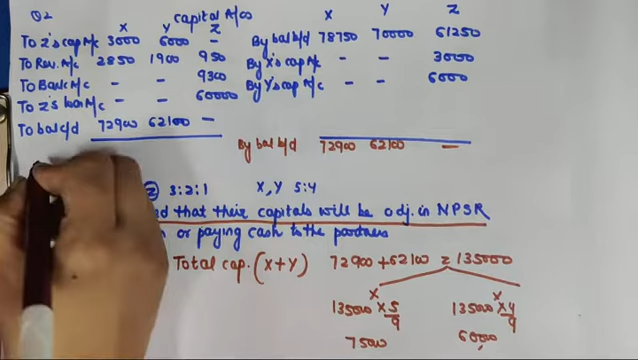 Q2 Capital A/cs
X Y Z X Y Z
To Z's cap A/c 3000 6000 - By bal b/d 78750 70000 61250
To Rev. A/c 2850 1900 950 By X's cap A/c - - 3000
To Bank A/c - - 9300 By Y's cap A/c - - 6000
To Z's loan A/c - - 60000
To bal c/d 72900 62100 -
By bal b/d 72900 62100 -
3:2:1 X, Y 5:4
that their capitals will be adj. in NPSR
or paying cash to the partners
Total cap. (X+Y) 72900 + 62100 = 135000
X Y
135000 × 5/9 135000 × 4/9
75000 60000